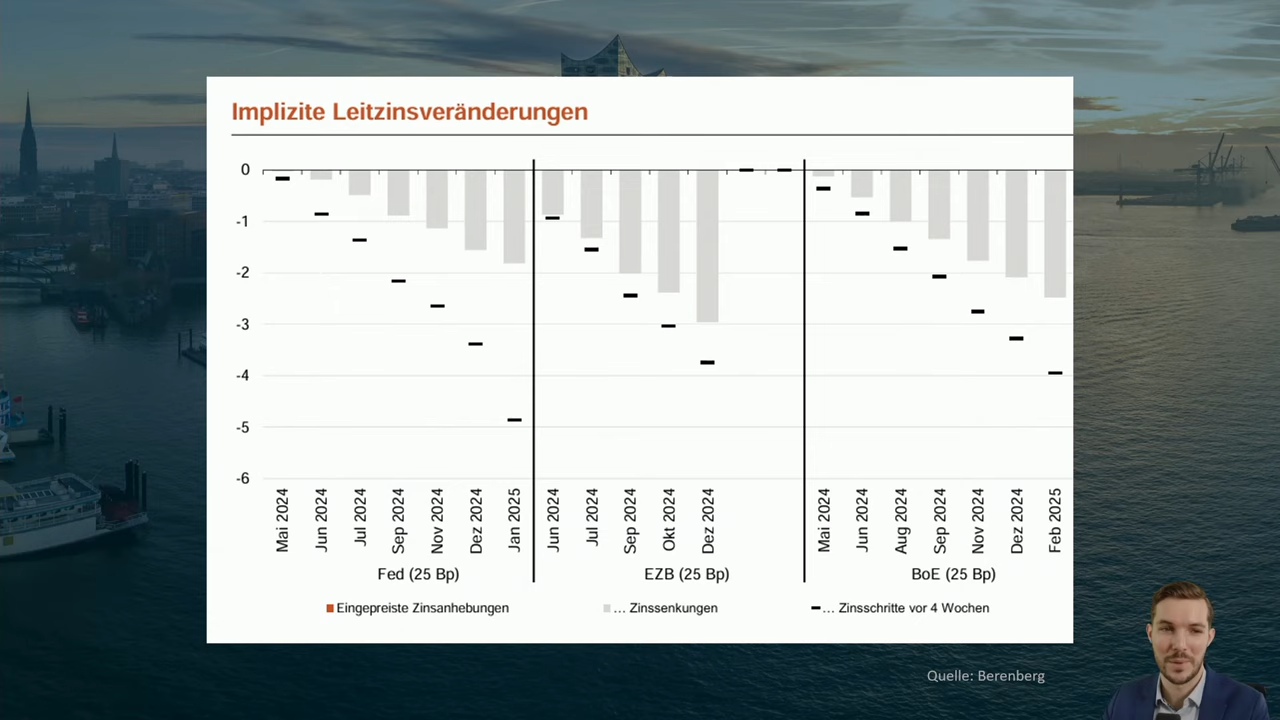 Implizite Leitzinsveränderungen
0
-1
-2
-3
-4
-5
-6
Mai 2024
Jun 2024
Jul 2024
Sep 2024
Nov 2024
Dez 2024
Jan 2025
Jun 2024
Jul 2024
Sep 2024
Okt 2024
Dez 2024
Mai 2024
Jun 2024
Aug 2024
Sep 2024
Nov 2024
Dez 2024
Feb 2025
Fed (25 Bp)
EZB (25 Bp)
BoE (25 Bp)
Eingepreiste Zinsanhebungen
... Zinssenkungen
... Zinsschritte vor 4 Wochen
Quelle: Berenberg